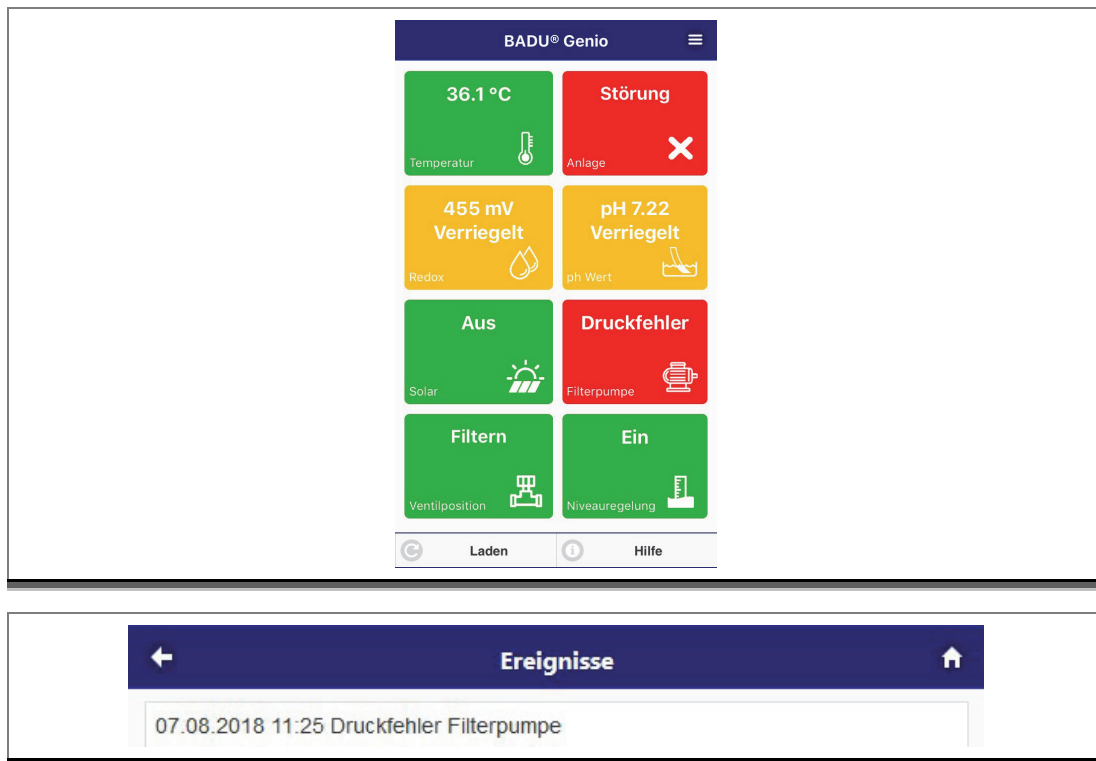 BADU® Genio
36.1 °C
Temperatur
Störung
Anlage
455 mV
Verriegelt
Redox
pH 7.22
Verriegelt
ph Wert
Aus
Solar
Druckfehler
Filterpumpe
Filtern
Ventilposition
Ein
Niveauregelung
Laden
Hilfe
Ereignisse
07.08.2018 11:25 Druckfehler Filterpumpe